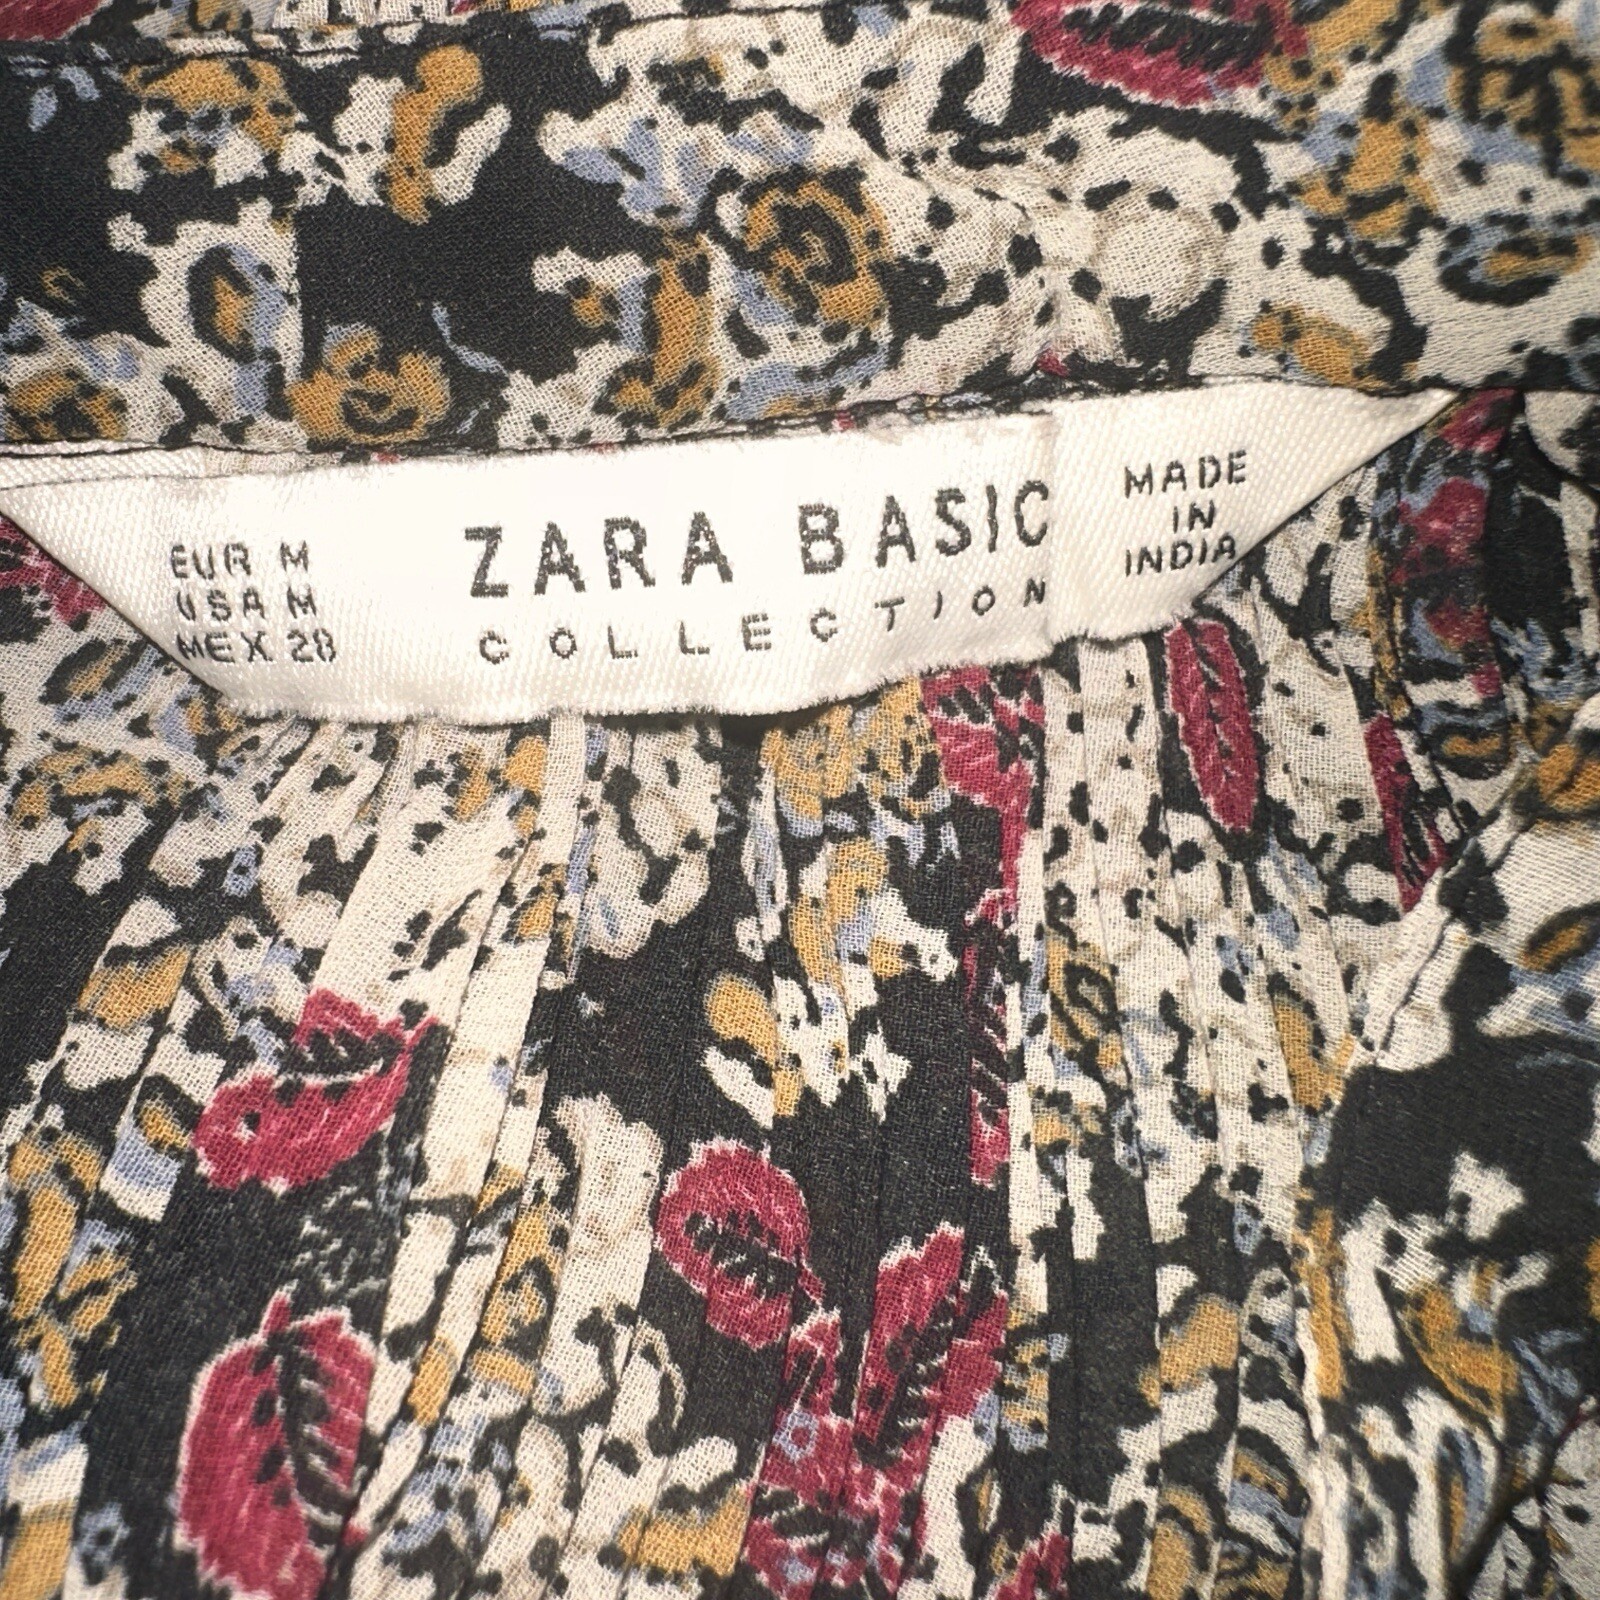 EUR M
USA M
MEX 28
ZARA BASIC
COLLECTION
MADE
IN
INDIA